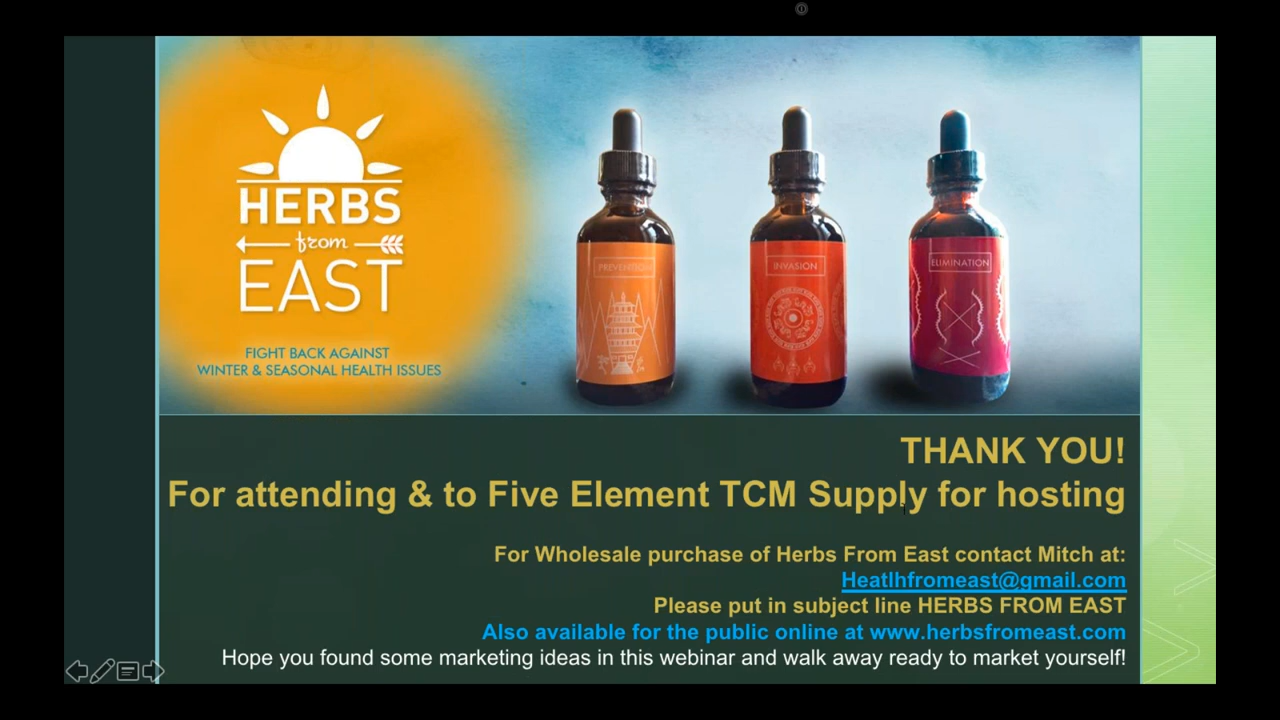 HERBS
from
EAST
FIGHT BACK AGAINST
WINTER & SEASONAL HEALTH ISSUES
PREVENTION
INVASION
ELIMINATION
THANK YOU!
For attending & to Five Element TCM Supply for hosting
For Wholesale purchase of Herbs From East contact Mitch at:
Heatlhfromeast@gmail.com
Please put in subject line HERBS FROM EAST
Also available for the public online at www.herbsfromeast.com
Hope you found some marketing ideas in this webinar and walk away ready to market yourself!